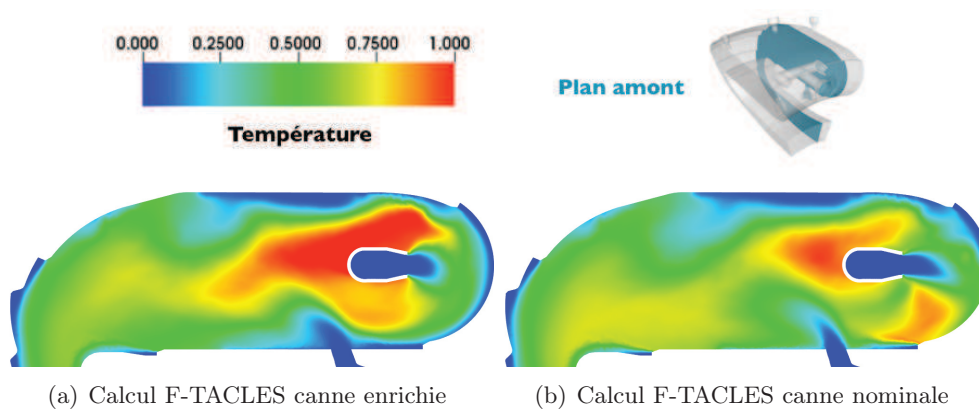 0.000 0.2500 0.5000 0.7500 1.000
Température
Plan amont
(a) Calcul F-TACLES canne enrichie
(b) Calcul F-TACLES canne nominale